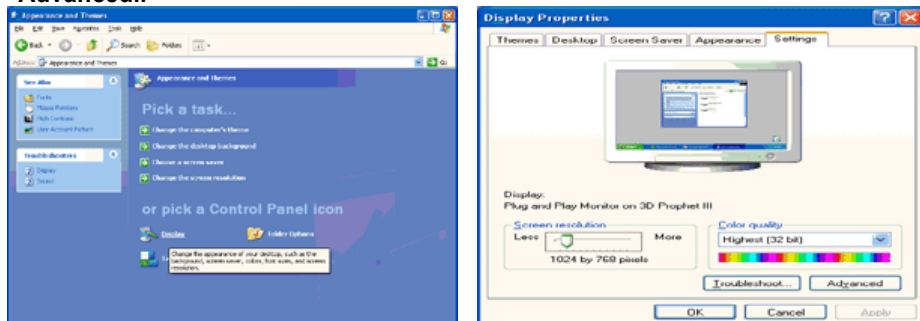 Advanced...
Appearance and Themes
File Edit View Favorites Tools Help
Back Search Folders
Address Appearance and Themes Go
See Also
Fonts
Mouse Pointers
High Contrast
User Account Picture
Troubleshooters
Display
Sound
Appearance and Themes
Pick a task...
Change the computer's theme
Change the desktop background
Choose a screen saver
Change the screen resolution
or pick a Control Panel icon
Display Folder Options
Change the appearance of your desktop, such as the
background, screen saver, colors, font sizes, and screen
resolution.
Display Properties
Themes Desktop Screen Saver Appearance Settings
Display:
Plug and Play Monitor on 3D Prophet III
Screen resolution
Less More
1024 by 768 pixels
Color quality
Highest (32 bit)
Troubleshoot... Advanced
OK Cancel Apply